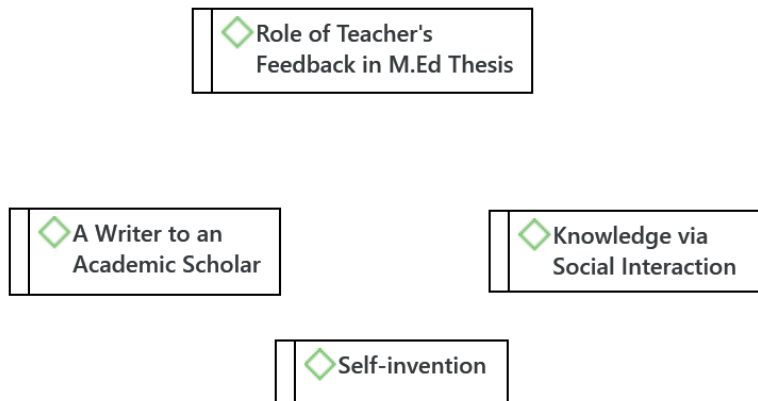 Role of Teacher's
Feedback in M.Ed Thesis
A Writer to an
Academic Scholar
Knowledge via
Social Interaction
Self-invention